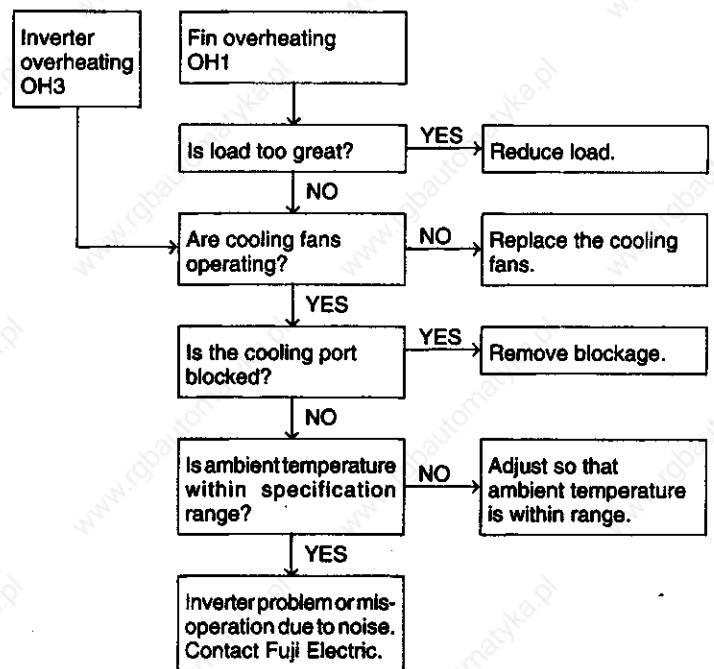 Inverter
overheating
OH3
Fin overheating
OH1
Is load too great?
YES
Reduce load.
NO
Are cooling fans
operating?
NO
Replace the cooling
fans.
YES
Is the cooling port
blocked?
YES
Remove blockage.
NO
Is ambient temperature
within specification
range?
NO
Adjust so that
ambient temperature
is within range.
YES
Inverter problem or mis-
operation due to noise.
Contact Fuji Electric.
www.rgbautomatyka.pl